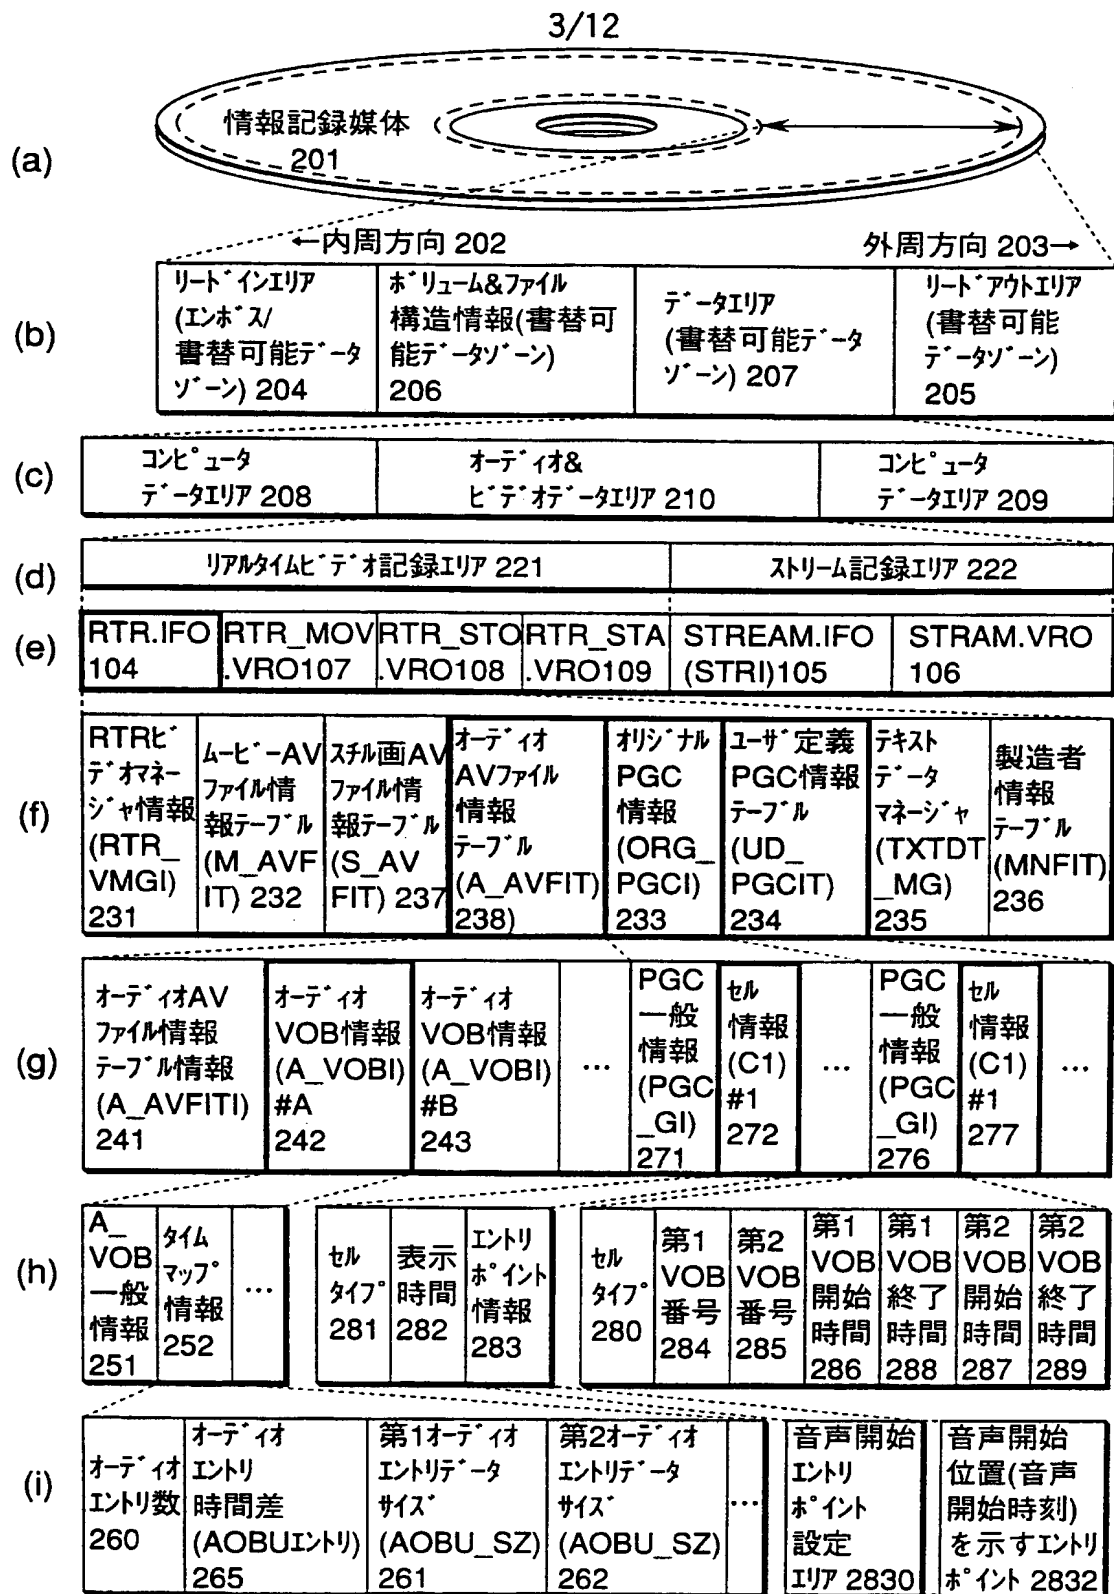 3/12
(a)
情報記録媒体
201
←内周方向 202
外周方向 203→
(b)
リードインエリア
(エンボス/
書替可能データ
ゾーン) 204
ボリューム&ファイル
構造情報(書替可
能データゾーン)
206
データエリア
(書替可能データ
ゾーン) 207
リードアウトエリア
(書替可能
データゾーン)
205
(c)
コンピュータ
データエリア 208
オーディオ&
ビデオデータエリア 210
コンピュータ
データエリア 209
(d)
リアルタイムビデオ記録エリア 221
ストリーム記録エリア 222
(e)
RTR.IFO
104
RTR_MOV
.VRO107
RTR_STO
.VRO108
RTR_STA
.VRO109
STREAM.IFO
(STRI)105
STRAM.VRO
106
(f)
RTRビ
デオマネー
ジャ情報
(RTR_
VMGI)
231
ムービーAV
ファイル情
報テーブル
(M_AVF
IT) 232
スチル画AV
ファイル情
報テーブル
(S_AV
FIT) 237
オーディオ
AVファイル
情報
テーブル
(A_AVFIT)
238)
オリジナル
PGC
情報
(ORG_
PGCI)
233
ユーザ定義
PGC情報
テーブル
(UD_
PGCIT)
234
テキスト
データ
マネージャ
(TXTDT
_MG)
235
製造者
情報
テーブル
(MNFIT)
236
(g)
オーディオAV
ファイル情報
テーブル情報
(A_AVFITI)
241
オーディオ
VOB情報
(A_VOBI)
#A
242
オーディオ
VOB情報
(A_VOBI)
#B
243
…
PGC
一般
情報
(PGC
_GI)
271
セル
情報
(C1)
#1
272
…
PGC
一般
情報
(PGC
_GI)
276
セル
情報
(C1)
#1
277
…
(h)
A_
VOB
一般
情報
251
タイム
マップ
情報
252
…
セル
タイプ
281
表示
時間
282
エントリ
ポイント
情報
283
セル
タイプ
280
第1
VOB
番号
284
第2
VOB
番号
285
第1
VOB
開始
時間
286
第1
VOB
終了
時間
288
第2
VOB
開始
時間
287
第2
VOB
終了
時間
289
(i)
オーディオ
エントリ数
260
オーディオ
エントリ
時間差
(AOBUエントリ)
265
第1オーディオ
エントリデータ
サイズ
(AOBU_SZ)
261
第2オーディオ
エントリデータ
サイズ
(AOBU_SZ)
262
…
音声開始
エントリ
ポイント
設定
エリア 2830
音声開始
位置(音声
開始時刻)
を示すエントリ
ポイント 2832